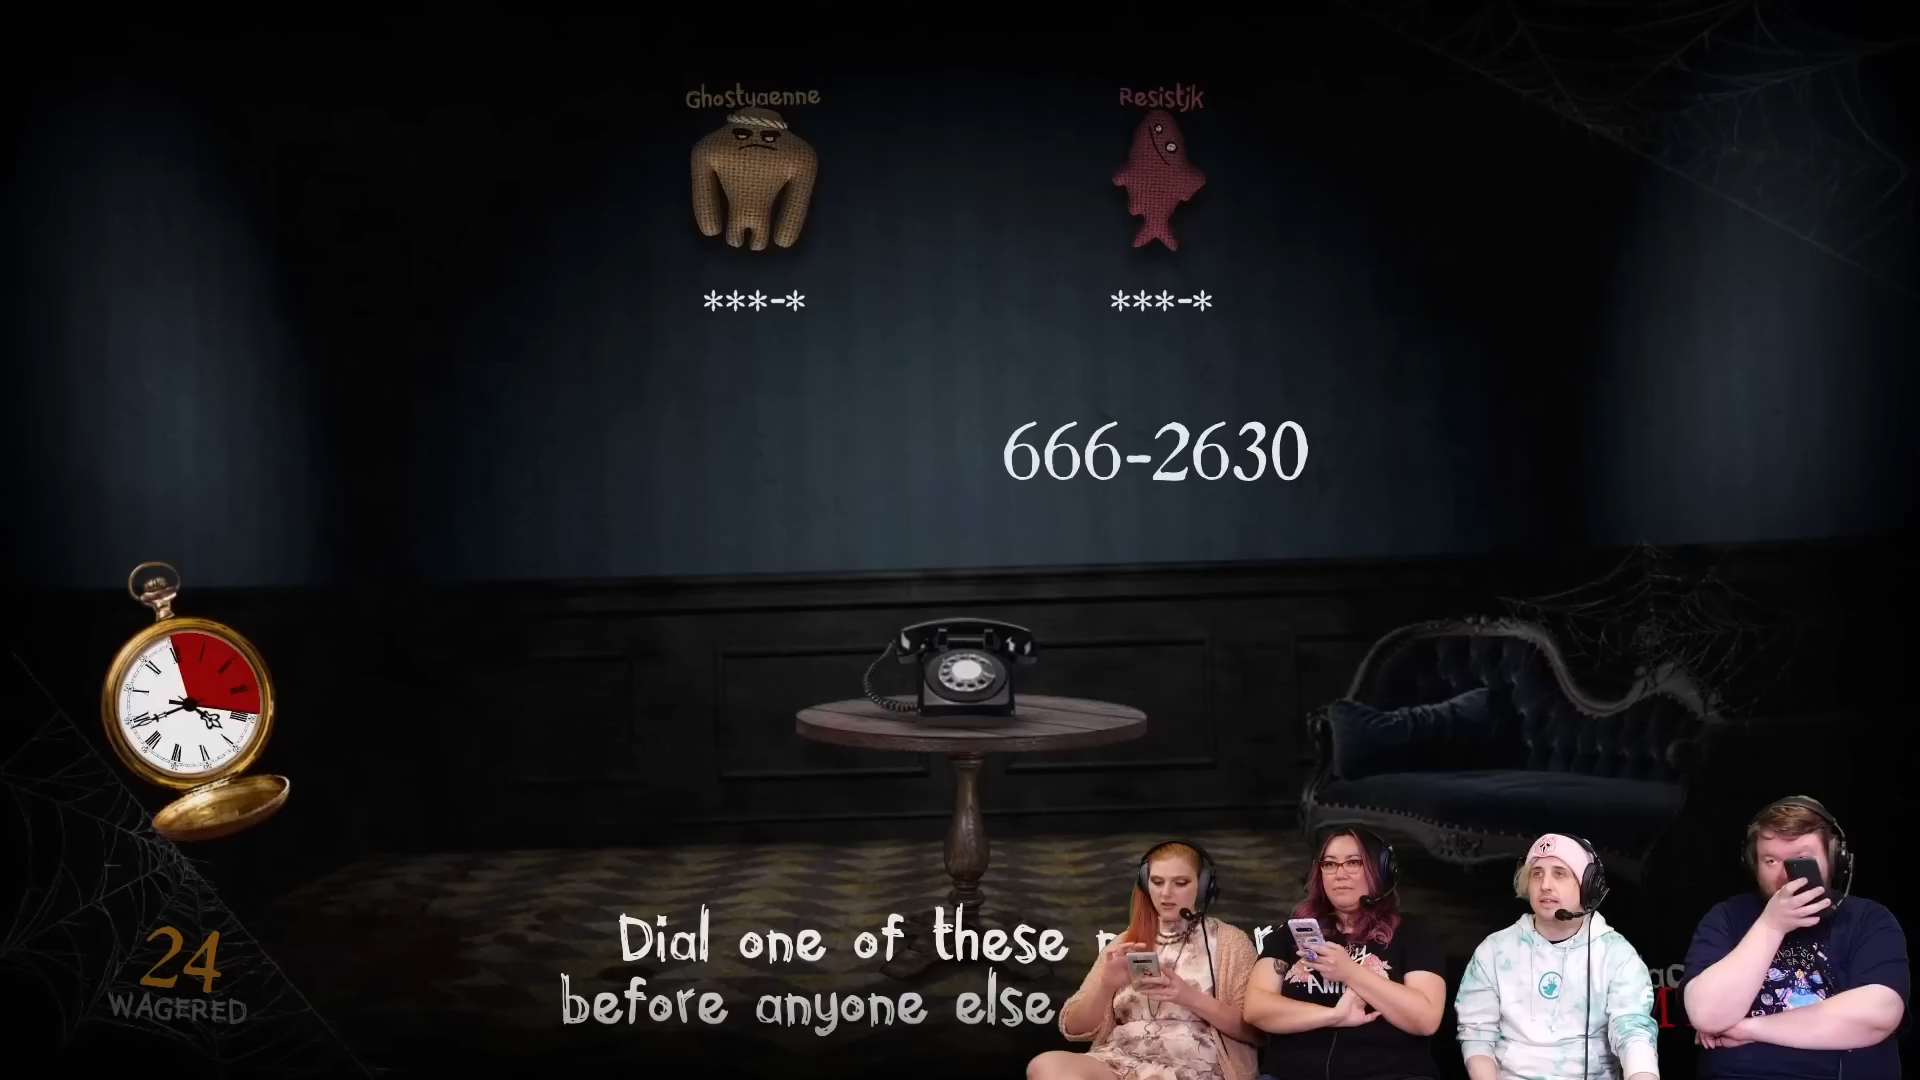 Ghostyaenne
Resistjk
***-*
***-*
666-2630
Dial one of these
before anyone else
24
WAGERED